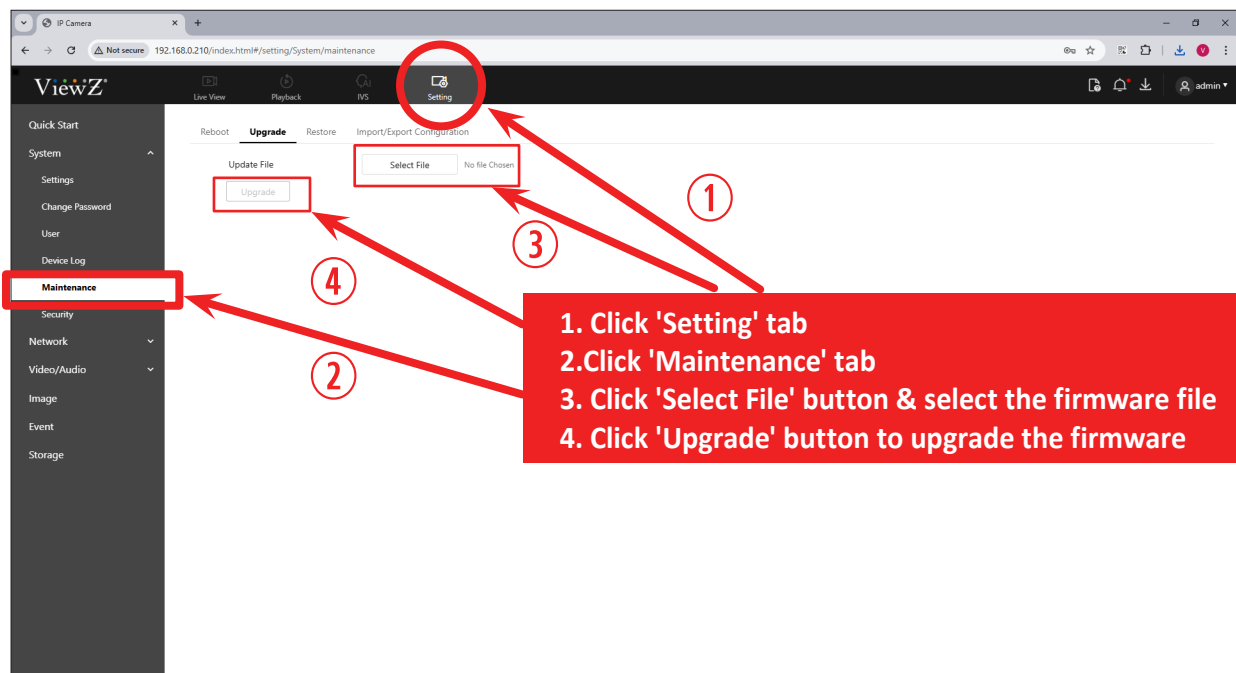 IP Camera
Not secure 192.168.0.210/index.html#/setting/System/maintenance
ViewZ
Live View Playback IVS Setting admin
Quick Start
System
Settings
Change Password
User
Device Log
Maintenance
Security
Network
Video/Audio
Image
Event
Storage
Reboot Upgrade Restore Import/Export Configuration
Update File Select File No file Chosen
Upgrade
1
3
4
2
1. Click 'Setting' tab
2.Click 'Maintenance' tab
3. Click 'Select File' button & select the firmware file
4. Click 'Upgrade' button to upgrade the firmware